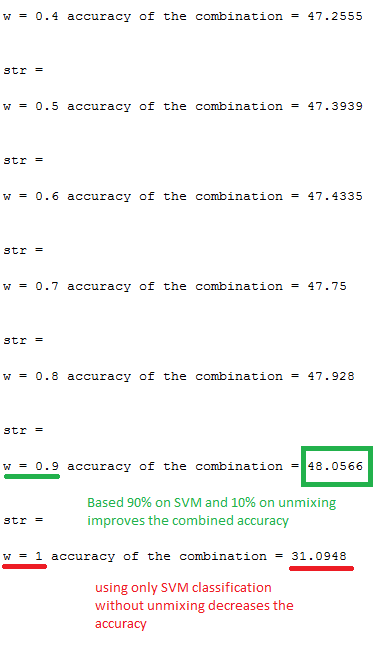 w = 0.4 accuracy of the combination = 47.2555
str =
w = 0.5 accuracy of the combination = 47.3939
str =
w = 0.6 accuracy of the combination = 47.4335
str =
w = 0.7 accuracy of the combination = 47.75
str =
w = 0.8 accuracy of the combination = 47.928
str =
w = 0.9 accuracy of the combination = 48.0566
Based 90% on SVM and 10% on unmixing
improves the combined accuracy
str =
w = 1 accuracy of the combination = 31.0948
using only SVM classification
without unmixing decreases the
accuracy